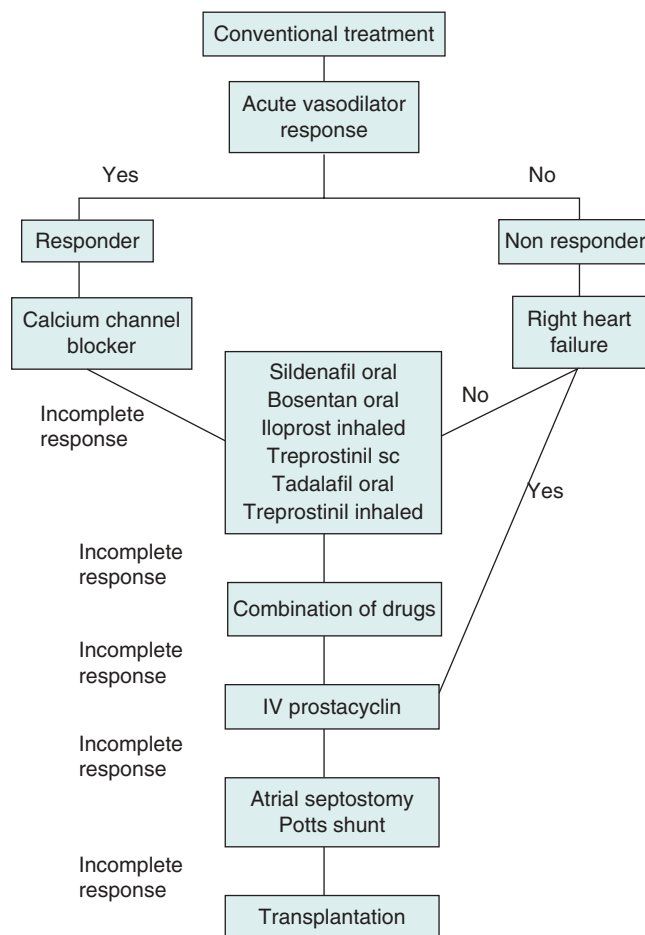 Conventional treatment
Acute vasodilator
response
Yes
No
Responder
Non responder
Calcium channel
blocker
Right heart
failure
Incomplete
response
Sildenafil oral
Bosentan oral
Iloprost inhaled
Treprostinil sc
Tadalafil oral
Treprostinil inhaled
No
Yes
Incomplete
response
Combination of drugs
Incomplete
response
IV prostacyclin
Incomplete
response
Atrial septostomy
Potts shunt
Incomplete
response
Transplantation